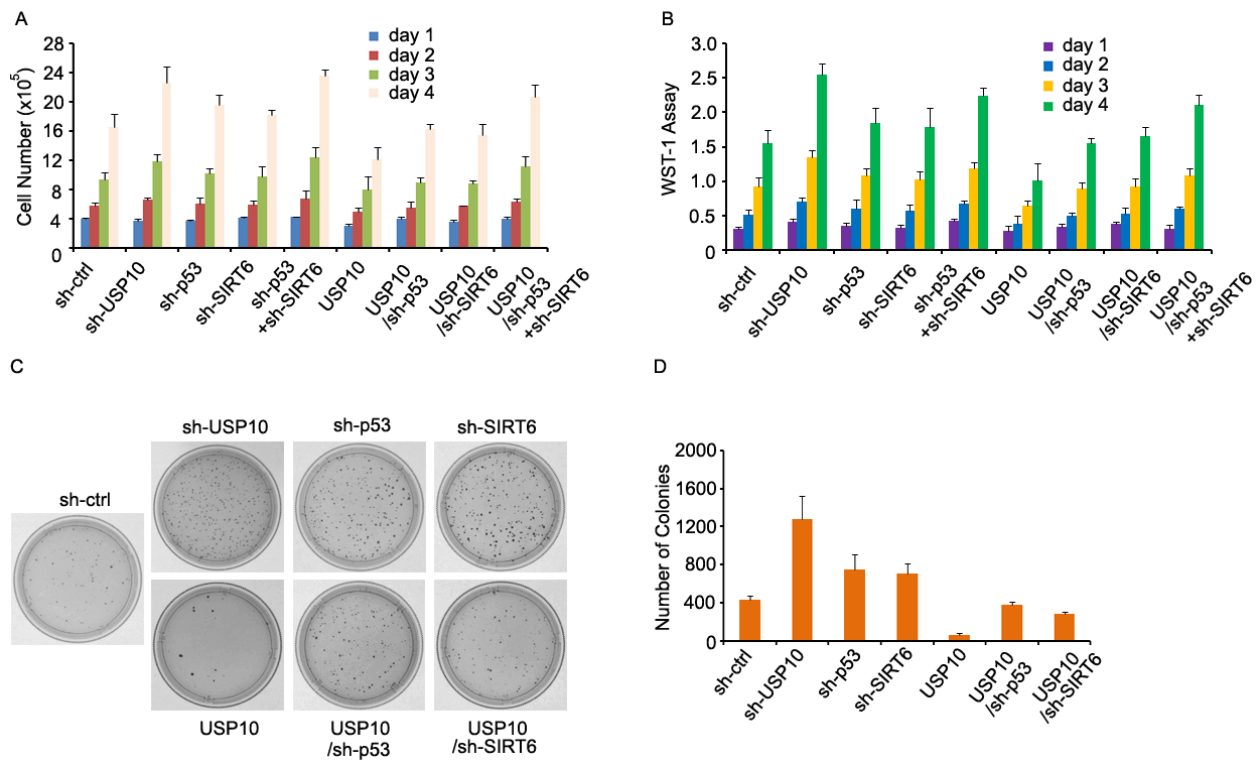 A
Cell Number (x10⁵)
28
24
20
16
12
8
4
0
day 1
day 2
day 3
day 4
sh-ctrl
sh-USP10
sh-p53
sh-SIRT6
sh-p53
+sh-SIRT6
USP10
USP10
/sh-p53
USP10
/sh-SIRT6
USP10
/sh-p53
+sh-SIRT6
B
WST-1 Assay
3.0
2.5
2.0
1.5
1.0
0.5
0
day 1
day 2
day 3
day 4
sh-ctrl
sh-USP10
sh-p53
sh-SIRT6
sh-p53
+sh-SIRT6
USP10
USP10
/sh-p53
USP10
/sh-SIRT6
USP10
/sh-p53
+sh-SIRT6
C
sh-ctrl
sh-USP10
sh-p53
sh-SIRT6
USP10
USP10
/sh-p53
USP10
/sh-SIRT6
D
Number of Colonies
2000
1600
1200
800
400
0
sh-ctrl
sh-USP10
sh-p53
sh-SIRT6
USP10
USP10
/sh-p53
USP10
/sh-SIRT6